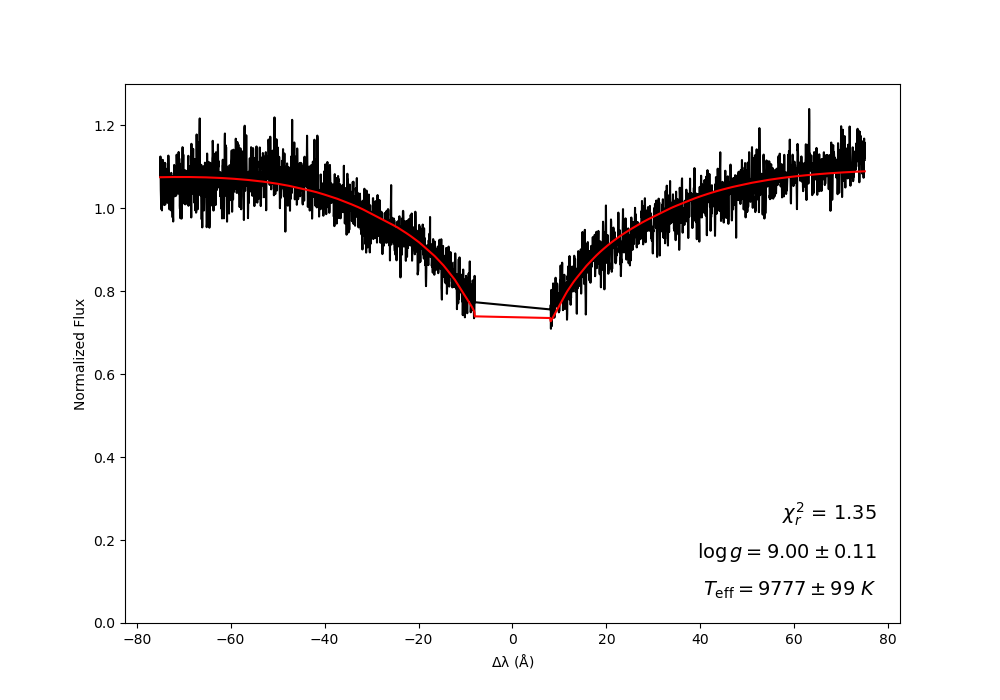 1.2
1.0
0.8
0.6
0.4
0.2
0.0
Normalized Flux
χ²ᵣ = 1.35
log g = 9.00 ± 0.11
T_eff = 9777 ± 99 K
−80 −60 −40 −20 0 20 40 60 80
Δλ (Å)